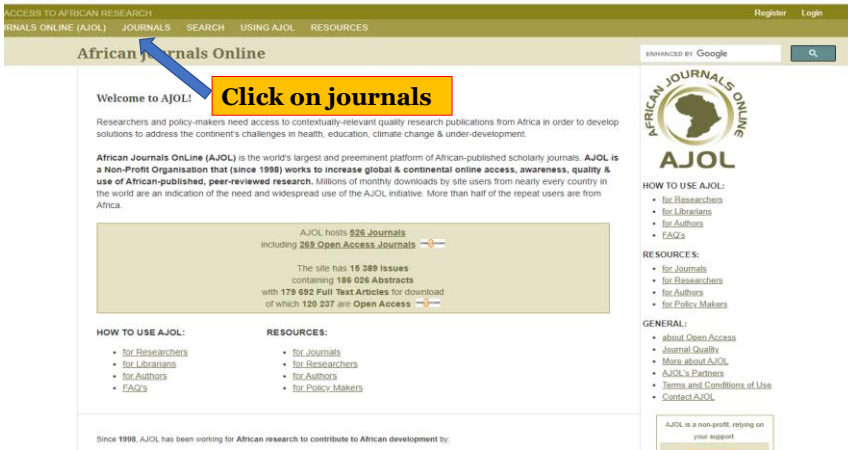 ACCESS TO AFRICAN RESEARCH
Register Login
(AJOL) JOURNALS SEARCH USING AJOL RESOURCES
African Journals Online
ENHANCED BY Google
Click on journals
Welcome to AJOL!
Researchers and policy-makers need access to contextually-relevant quality research publications from Africa in order to develop
solutions to address the continent's challenges in health, education, climate change & under-development.
African Journals OnLine (AJOL) is the world's largest and preeminent platform of African-published scholarly journals. AJOL is
a Non-Profit Organisation that (since 1998) works to increase global & continental online access, awareness, quality &
use of African-published, peer-reviewed research. Millions of monthly downloads by site users from nearly every country in
the world are an indication of the need and widespread use of the AJOL initiative. More than half of the repeat users are from
Africa.
AJOL hosts 526 Journals
including 269 Open Access Journals
The site has 15 389 Issues
containing 186 026 Abstracts
with 179 692 Full Text Articles for download
of which 120 237 are Open Access
HOW TO USE AJOL:
for Researchers
for Librarians
for Authors
FAQ's
RESOURCES:
for Journals
for Researchers
for Authors
for Policy Makers
Since 1998, AJOL has been working for African research to contribute to African development by:
AFRICAN JOURNALS ONLINE
AJOL
HOW TO USE AJOL:
for Researchers
for Librarians
for Authors
FAQ's
RESOURCES:
for Journals
for Researchers
for Authors
for Policy Makers
GENERAL:
about Open Access
Journal Quality
More about AJOL
AJOL's Partners
Terms and Conditions of Use
Contact AJOL
AJOL is a non-profit, relying on
your support.